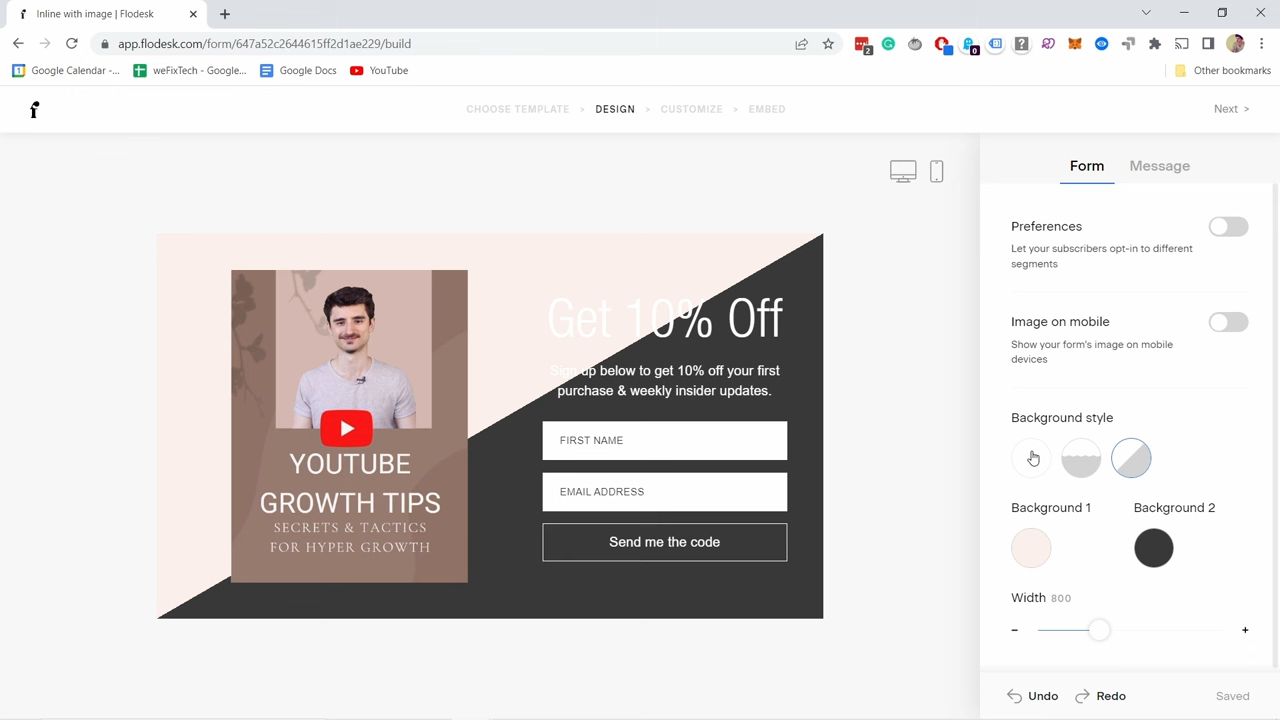 Inline with image | Flodesk
app.flodesk.com/form/647a52c2644615ff2d1ae229/build
2
0
Google Calendar -...
weFixTech - Google...
Google Docs
YouTube
Other bookmarks
CHOOSE TEMPLATE > DESIGN > CUSTOMIZE > EMBED
Next >
Form
Message
Preferences
Let your subscribers opt-in to different
segments
Image on mobile
Show your form's image on mobile
devices
Background style
Background 1
Background 2
Width 800
- +
Undo
Redo
Saved
YOUTUBE
GROWTH TIPS
SECRETS & TACTICS
FOR HYPER GROWTH
Get 10% Off
Sign up below to get 10% off your first
purchase & weekly insider updates.
FIRST NAME
EMAIL ADDRESS
Send me the code